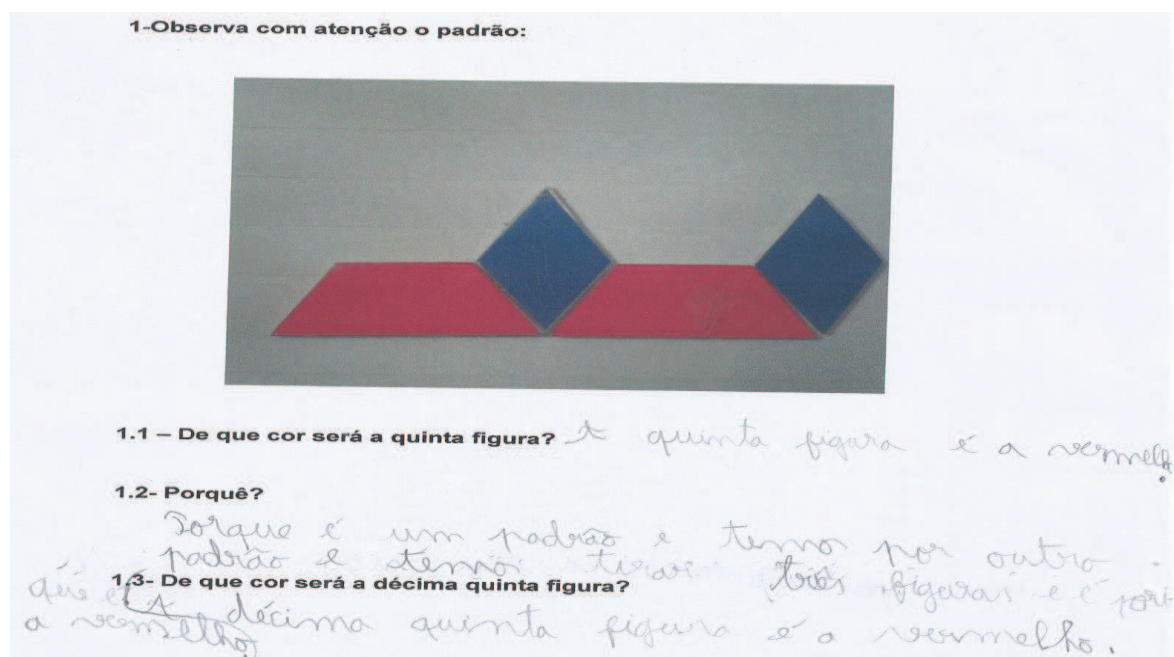 1-Observa com atenção o padrão:
1.1 – De que cor será a quinta figura? A quinta figura é a vermelho.
1.2- Porquê?
Porque é um padrão e temos por outro
padrão e temos tirar três figuras e é pori
1.3- De que cor será a décima quinta figura?
que é
a vermelho.
A décima quinta figura é a vermelho.